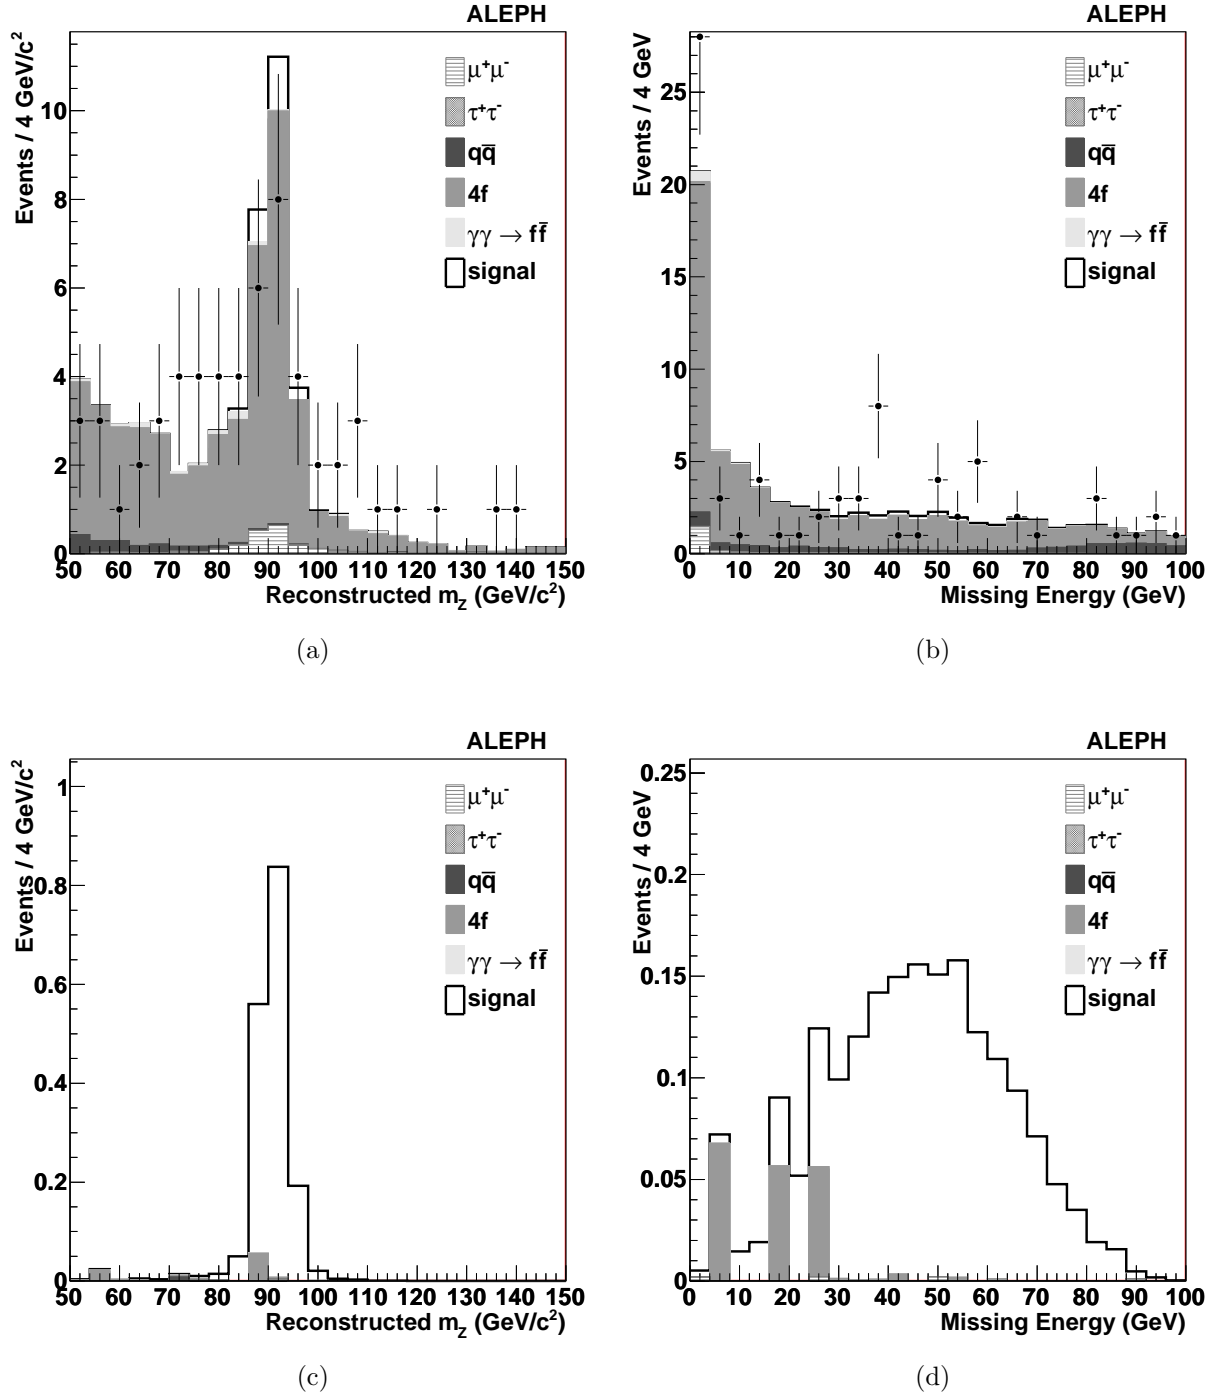 ALEPH
Events / 4 GeV/c²
10
8
6
4
2
0
μ⁺μ⁻
τ⁺τ⁻
qq̅
4f
γγ → ff̅
signal
50 60 70 80 90 100 110 120 130 140 150
Reconstructed m_Z (GeV/c²)
(a)
ALEPH
Events / 4 GeV
25
20
15
10
5
0
μ⁺μ⁻
τ⁺τ⁻
qq̅
4f
γγ → ff̅
signal
0 10 20 30 40 50 60 70 80 90 100
Missing Energy (GeV)
(b)
ALEPH
Events / 4 GeV/c²
1
0.8
0.6
0.4
0.2
0
μ⁺μ⁻
τ⁺τ⁻
qq̅
4f
γγ → ff̅
signal
50 60 70 80 90 100 110 120 130 140 150
Reconstructed m_Z (GeV/c²)
(c)
ALEPH
Events / 4 GeV
0.25
0.2
0.15
0.1
0.05
0
μ⁺μ⁻
τ⁺τ⁻
qq̅
4f
γγ → ff̅
signal
0 10 20 30 40 50 60 70 80 90 100
Missing Energy (GeV)
(d)